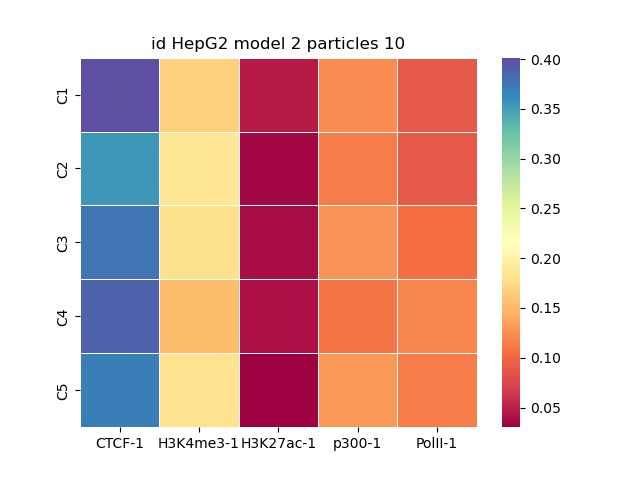 id HepG2 model 2 particles 10
C1
C2
C3
C4
C5
CTCF-1 H3K4me3-1 H3K27ac-1 p300-1 PolII-1
0.40
0.35
0.30
0.25
0.20
0.15
0.10
0.05